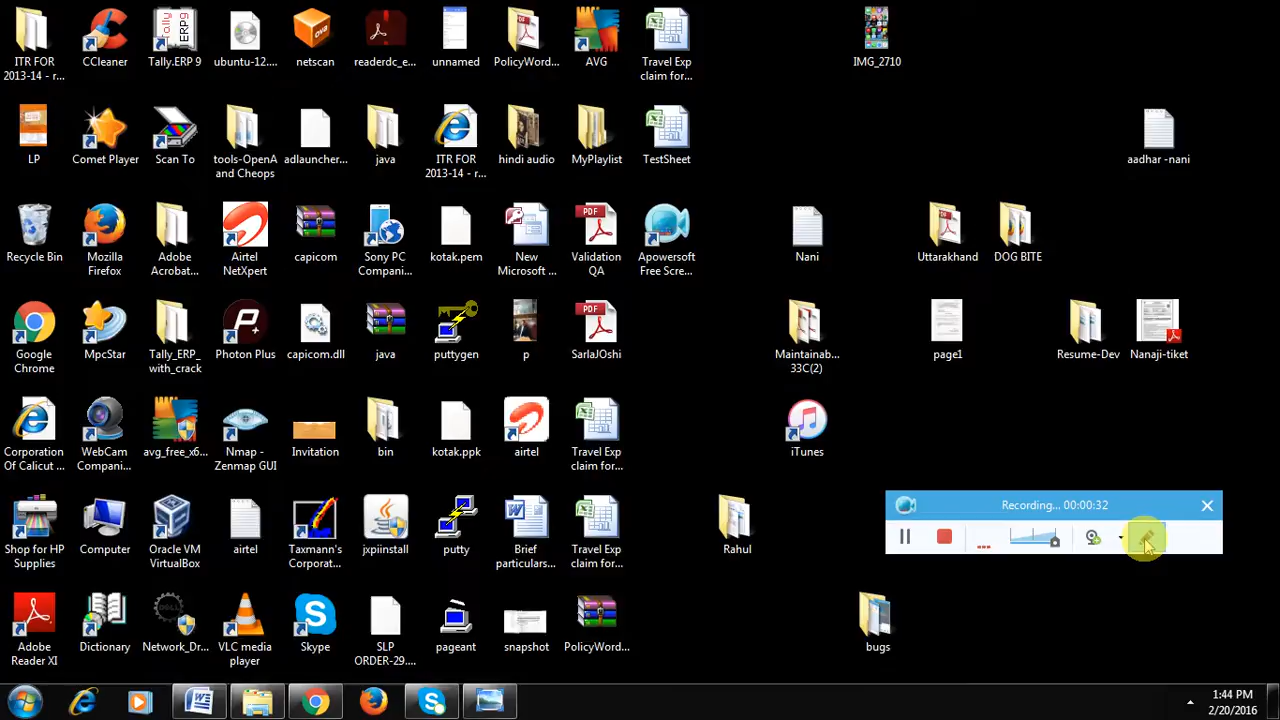 ITR FOR
2013-14 - r...
CCleaner
Tally.ERP 9
ubuntu-12....
netscan
readerdc_e...
unnamed
PolicyWord...
AVG
Travel Exp
claim for...
IMG_2710
LP
Comet Player
Scan To
tools-OpenA
and Cheops
adlauncher...
java
ITR FOR
2013-14 - r...
hindi audio
MyPlaylist
TestSheet
aadhar -nani
Recycle Bin
Mozilla
Firefox
Adobe
Acrobat...
Airtel
NetXpert
capicom
Sony PC
Compani...
kotak.pem
New
Microsoft ...
Validation
QA
Apowersoft
Free Scre...
Nani
Uttarakhand
DOG BITE
Google
Chrome
MpcStar
Tally_ERP_
with_crack
Photon Plus
capicom.dll
java
puttygen
p
SarlaJOshi
Maintainab...
33C(2)
page1
Resume-Dev
Nanaji-tiket
Corporation
Of Calicut ...
WebCam
Compani...
avg_free_x6...
Nmap -
Zenmap GUI
Invitation
bin
kotak.ppk
airtel
Travel Exp
claim for...
iTunes
Shop for HP
Supplies
Computer
Oracle VM
VirtualBox
airtel
Taxmann's
Corporat...
jxpiinstall
putty
Brief
particulars...
Travel Exp
claim for...
Rahul
Recording... 00:00:32
Adobe
Reader XI
Dictionary
Network_Dr...
VLC media
player
Skype
SLP
ORDER-29....
pageant
snapshot
PolicyWord...
bugs
1:44 PM
2/20/2016